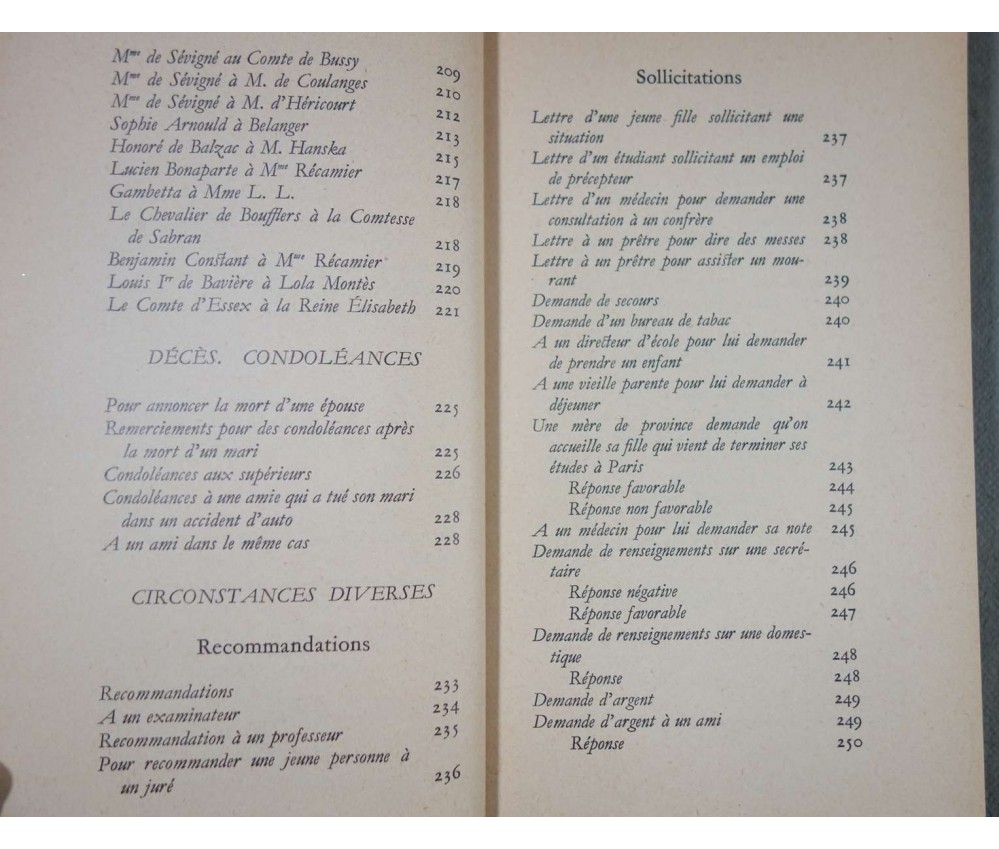 Mme de Sévigné au Comte de Bussy 209
Mme de Sévigné à M. de Coulanges 210
Mme de Sévigné à M. d'Héricourt 212
Sophie Arnould à Belanger 213
Honoré de Balzac à M. Hanska 215
Lucien Bonaparte à Mme Récamier 217
Gambetta à Mme L. L. 218
Le Chevalier de Boufflers à la Comtesse
de Sabran 218
Benjamin Constant à Mme Récamier 219
Louis Ier de Bavière à Lola Montès 220
Le Comte d'Essex à la Reine Élisabeth 221
DÉCÈS. CONDOLÉANCES
Pour annoncer la mort d'une épouse 225
Remerciements pour des condoléances après
la mort d'un mari 225
Condoléances aux supérieurs 226
Condoléances à une amie qui a tué son mari
dans un accident d'auto 228
A un ami dans le même cas 228
CIRCONSTANCES DIVERSES
Recommandations
Recommandations 233
A un examinateur 234
Recommandation à un professeur 235
Pour recommander une jeune personne à
un juré 236
Sollicitations
Lettre d'une jeune fille sollicitant une
situation 237
Lettre d'un étudiant sollicitant un emploi
de précepteur 237
Lettre d'un médecin pour demander une
consultation à un confrère 238
Lettre à un prêtre pour dire des messes 238
Lettre à un prêtre pour assister un mou-
rant 239
Demande de secours 240
Demande d'un bureau de tabac 240
A un directeur d'école pour lui demander
de prendre un enfant 241
A une vieille parente pour lui demander à
déjeuner 242
Une mère de province demande qu'on
accueille sa fille qui vient de terminer ses
études à Paris 243
Réponse favorable 244
Réponse non favorable 245
A un médecin pour lui demander sa note 245
Demande de renseignements sur une secré-
taire 246
Réponse négative 246
Réponse favorable 247
Demande de renseignements sur une domes-
tique 248
Réponse 248
Demande d'argent 249
Demande d'argent à un ami 249
Réponse 250